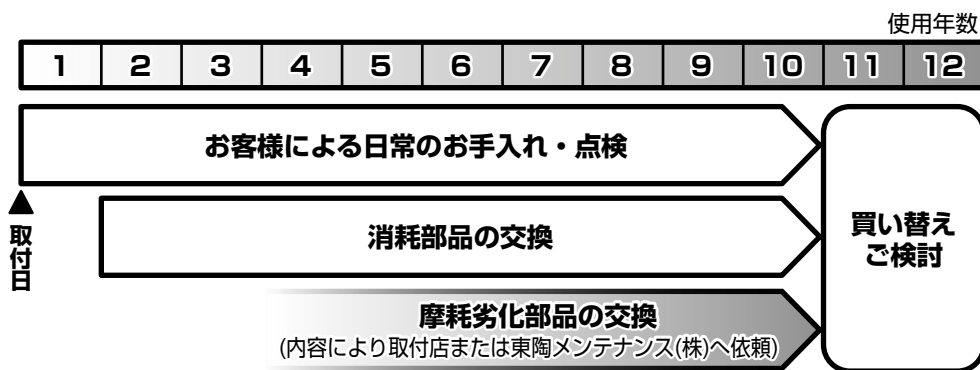 使用年数
1 2 3 4 5 6 7 8 9 10 11 12
お客様による日常のお手入れ・点検
取付日
消耗部品の交換
買い替え
ご検討
摩耗劣化部品の交換
(内容により取付店または東陶メンテナンス(株)へ依頼)